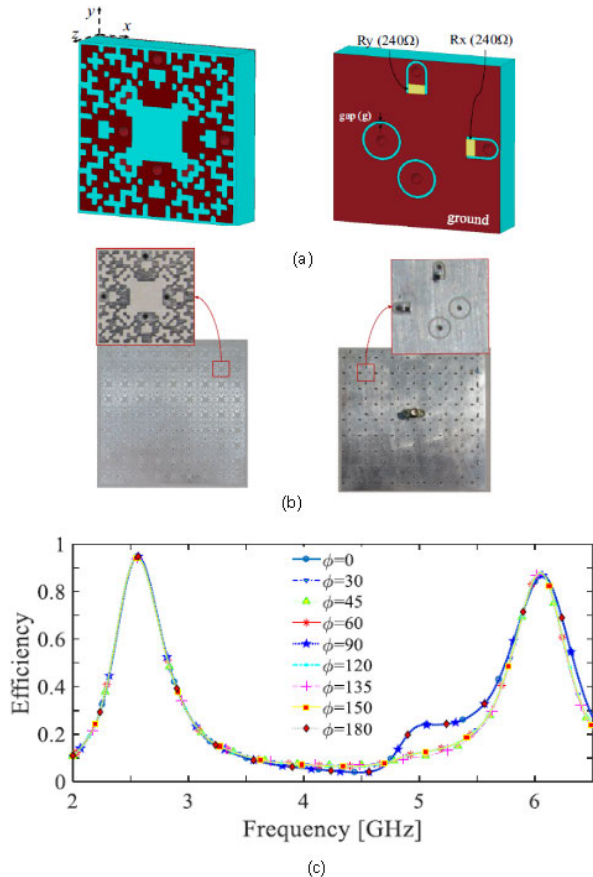 y
z
x
Ry (240Ω)
Rx (240Ω)
gap (g)
ground
(a)
(b)
1
0.8
0.6
0.4
0.2
0
Efficiency
ϕ=0
ϕ=30
ϕ=45
ϕ=60
ϕ=90
ϕ=120
ϕ=135
ϕ=150
ϕ=180
2
3
4
5
6
Frequency [GHz]
(c)